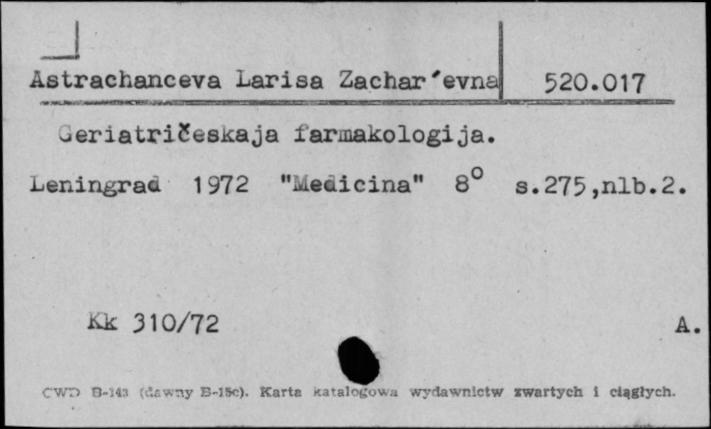 Astrachanceva Larisa Zachar´evna 520.017
Geriatričeskaja farmakologija.
Leningrad 1972 "Medicina" 8° s.275,nlb.2.
Kk 310/72 A.
CWD B-143 (dawny B-15c). Karta katalogowa wydawnictw zwartych i ciągłych.